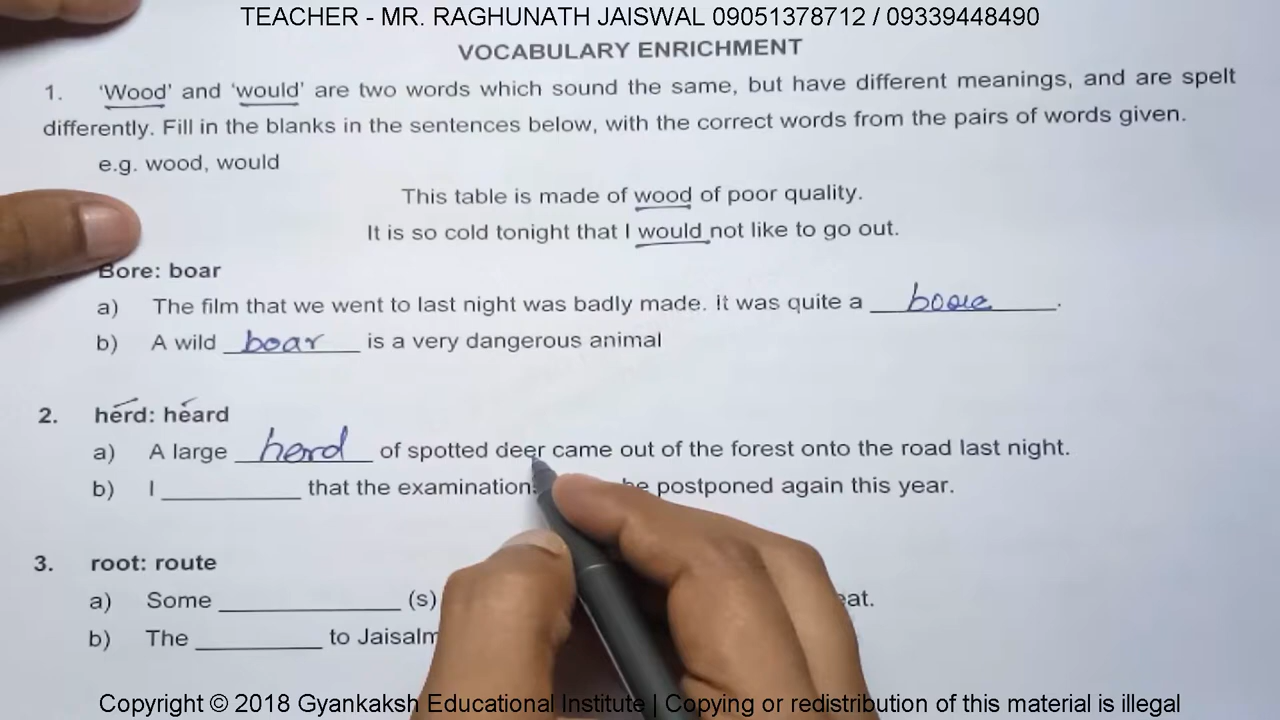 TEACHER - MR. RAGHUNATH JAISWAL 09051378712 / 09339448490
VOCABULARY ENRICHMENT
1. 'Wood' and 'would' are two words which sound the same, but have different meanings, and are spelt
differently. Fill in the blanks in the sentences below, with the correct words from the pairs of words given.
e.g. wood, would
This table is made of wood of poor quality.
It is so cold tonight that I would not like to go out.
Bore: boar
a) The film that we went to last night was badly made. It was quite a bore.
b) A wild boar is a very dangerous animal
2. herd: heard
a) A large herd of spotted deer came out of the forest onto the road last night.
b) I __________ that the examination postponed again this year.
3. root: route
a) Some _____________ (s)
b) The _________ to
Copyright © 2018 Gyankaksh Educational Institute | Copying or redistribution of this material is illegal